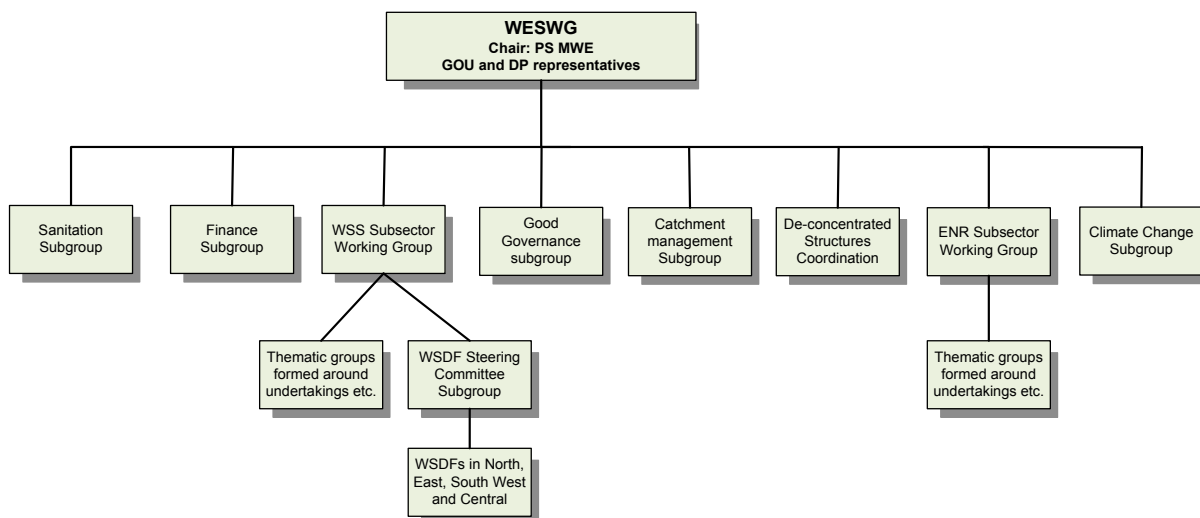 WESWG
Chair: PS MWE
GOU and DP representatives
Sanitation
Subgroup
Finance
Subgroup
WSS Subsector
Working Group
Good
Governance
subgroup
Catchment
management
Subgroup
De-concentrated
Structures
Coordination
ENR Subsector
Working Group
Climate Change
Subgroup
Thematic groups
formed around
undertakings etc.
WSDF Steering
Committee
Subgroup
Thematic groups
formed around
undertakings etc.
WSDFs in North,
East, South West
and Central